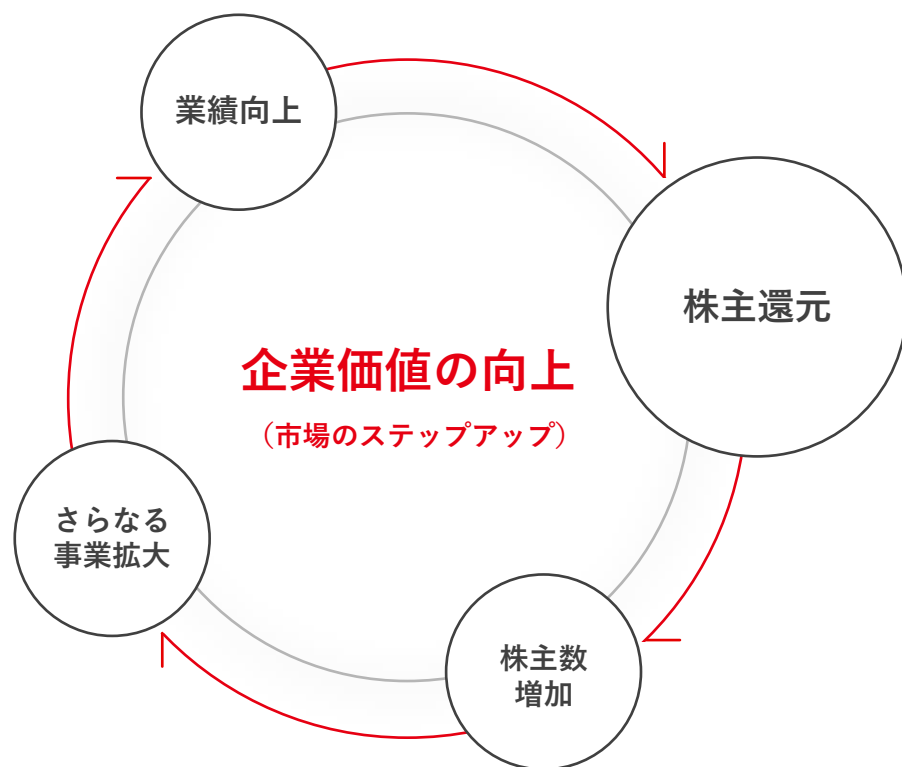 業績向上
株主還元
企業価値の向上
（市場のステップアップ）
さらなる
事業拡大
株主数
増加